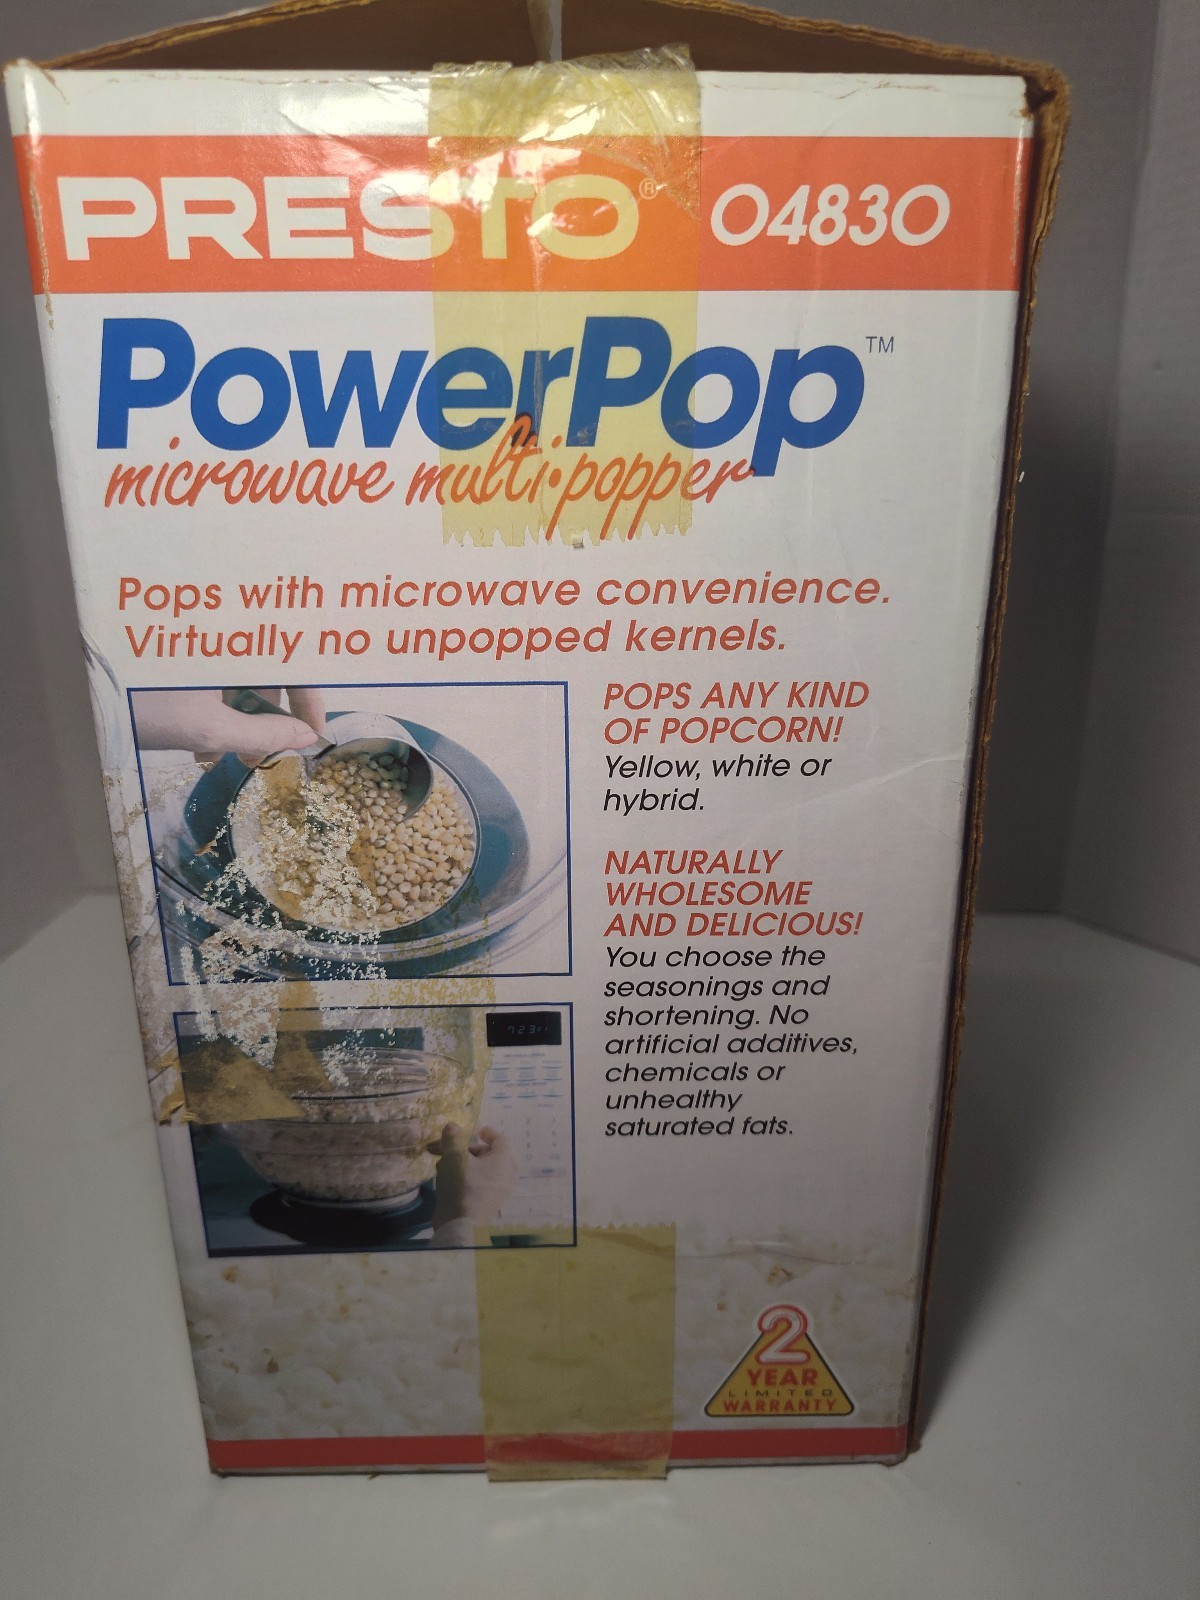 PRESTO® 04830
PowerPop™
microwave multi•popper
Pops with microwave convenience.
Virtually no unpopped kernels.
POPS ANY KIND
OF POPCORN!
Yellow, white or
hybrid.
NATURALLY
WHOLESOME
AND DELICIOUS!
You choose the
seasonings and
shortening. No
artificial additives,
chemicals or
unhealthy
saturated fats.
2
YEAR
LIMITED
WARRANTY